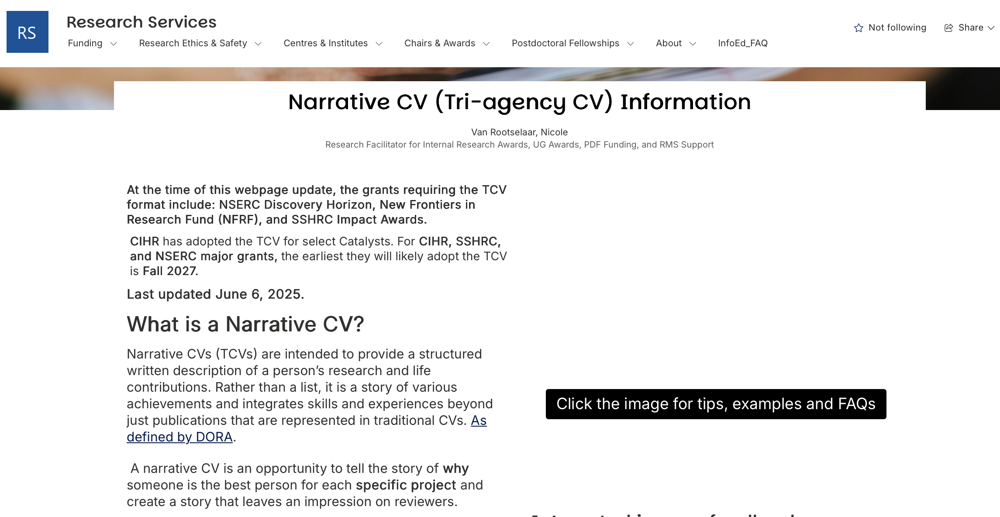 RS
Research Services
Funding
Research Ethics & Safety
Centres & Institutes
Chairs & Awards
Postdoctoral Fellowships
About
InfoEd_FAQ
Not following
Share
Narrative CV (Tri-agency CV) Information
Van Rootselaar, Nicole
Research Facilitator for Internal Research Awards, UG Awards, PDF Funding, and RMS Support
At the time of this webpage update, the grants requiring the TCV
format include: NSERC Discovery Horizon, New Frontiers in
Research Fund (NFRF), and SSHRC Impact Awards.
CIHR has adopted the TCV for select Catalysts. For CIHR, SSHRC,
and NSERC major grants, the earliest they will likely adopt the TCV
is Fall 2027.
Last updated June 6, 2025.
What is a Narrative CV?
Narrative CVs (TCVs) are intended to provide a structured
written description of a person’s research and life
contributions. Rather than a list, it is a story of various
achievements and integrates skills and experiences beyond
just publications that are represented in traditional CVs. As
defined by DORA.
A narrative CV is an opportunity to tell the story of why
someone is the best person for each specific project and
create a story that leaves an impression on reviewers.
Click the image for tips, examples and FAQs